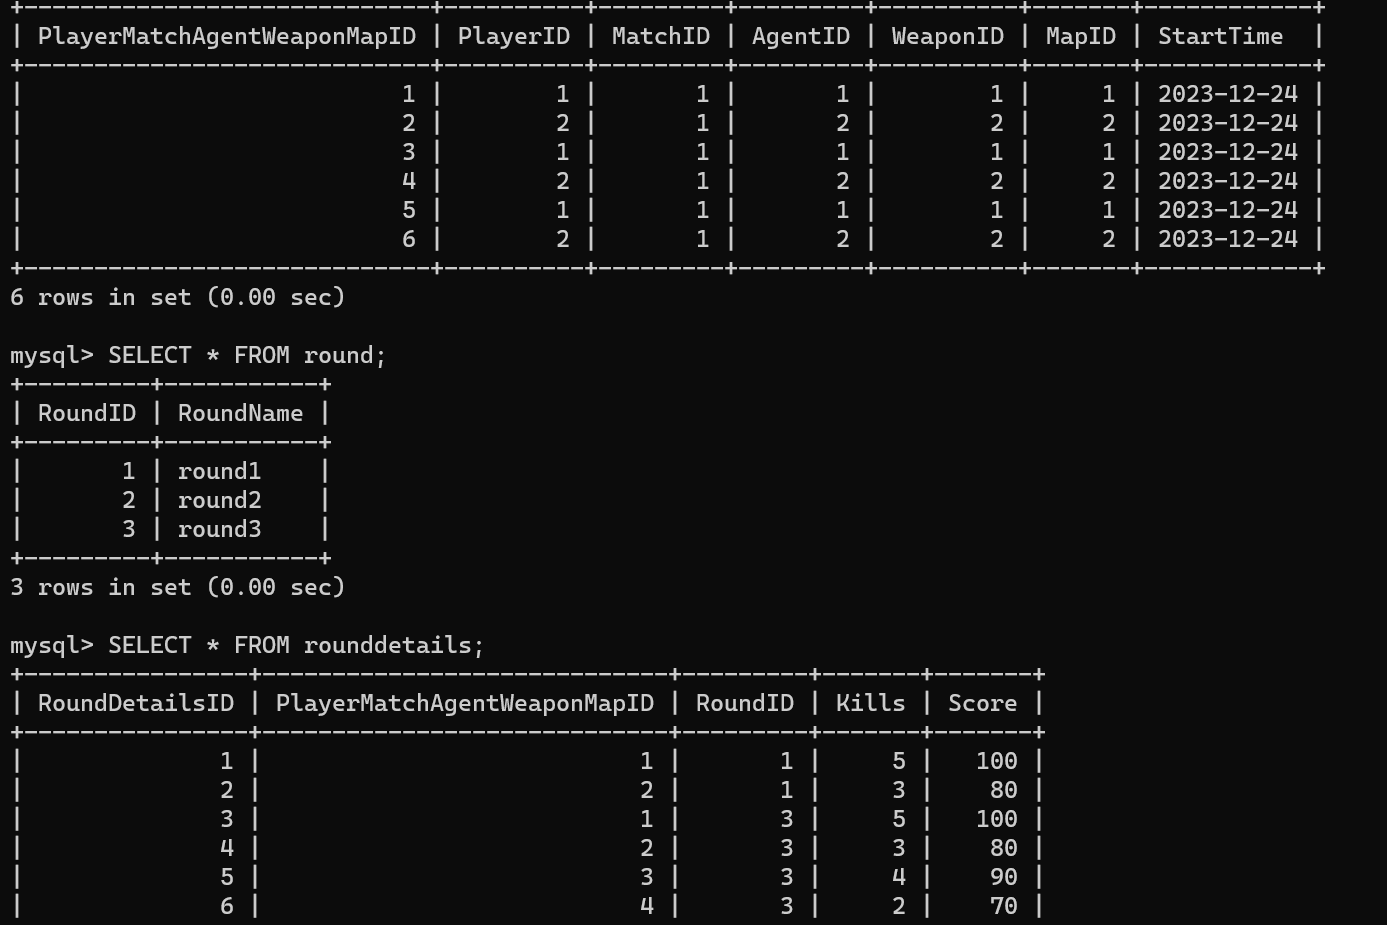 +-----------------------------+----------+---------+---------+----------+-------+------------+
| PlayerMatchAgentWeaponMapID | PlayerID | MatchID | AgentID | WeaponID | MapID | StartTime  |
+-----------------------------+----------+---------+---------+----------+-------+------------+
|                           1 |        1 |       1 |       1 |        1 |     1 | 2023-12-24 |
|                           2 |        2 |       1 |       2 |        2 |     2 | 2023-12-24 |
|                           3 |        1 |       1 |       1 |        1 |     1 | 2023-12-24 |
|                           4 |        2 |       1 |       2 |        2 |     2 | 2023-12-24 |
|                           5 |        1 |       1 |       1 |        1 |     1 | 2023-12-24 |
|                           6 |        2 |       1 |       2 |        2 |     2 | 2023-12-24 |
+-----------------------------+----------+---------+---------+----------+-------+------------+
6 rows in set (0.00 sec)

mysql> SELECT * FROM round;
+---------+-----------+
| RoundID | RoundName |
+---------+-----------+
|       1 | round1    |
|       2 | round2    |
|       3 | round3    |
+---------+-----------+
3 rows in set (0.00 sec)

mysql> SELECT * FROM rounddetails;
+----------------+-----------------------------+---------+-------+-------+
| RoundDetailsID | PlayerMatchAgentWeaponMapID | RoundID | Kills | Score |
+----------------+-----------------------------+---------+-------+-------+
|              1 |                           1 |       1 |     5 |   100 |
|              2 |                           2 |       1 |     3 |    80 |
|              3 |                           1 |       3 |     5 |   100 |
|              4 |                           2 |       3 |     3 |    80 |
|              5 |                           3 |       3 |     4 |    90 |
|              6 |                           4 |       3 |     2 |    70 |